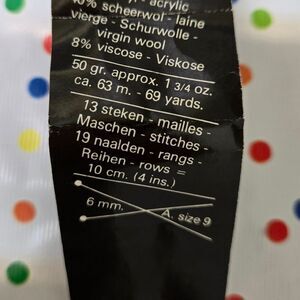 - acrylic
10% scheerwol - laine
vierge - Schurwolle -
virgin wool
8% viscose - Viskose
50 gr. approx. 1 3/4 oz.
ca. 63 m. - 69 yards.
13 steken - mailles -
Maschen - stitches -
19 naalden - rangs -
Reihen - rows =
10 cm. (4 ins.)
6 mm. A. size 9